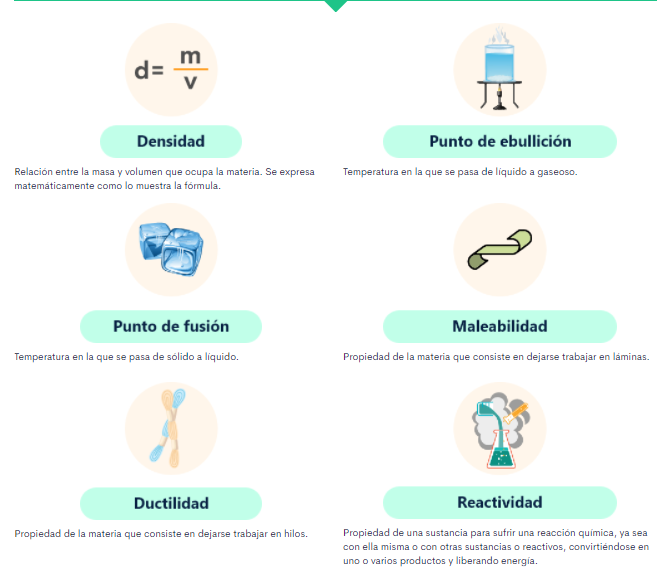 d= m
v
Densidad
Relación entre la masa y volumen que ocupa la materia. Se expresa
matemáticamente como lo muestra la fórmula.
Punto de ebullición
Temperatura en la que se pasa de líquido a gaseoso.
Punto de fusión
Temperatura en la que se pasa de sólido a líquido.
Maleabilidad
Propiedad de la materia que consiste en dejarse trabajar en láminas.
Ductilidad
Propiedad de la materia que consiste en dejarse trabajar en hilos.
Reactividad
Propiedad de una sustancia para sufrir una reacción química, ya sea
con ella misma o con otras sustancias o reactivos, convirtiéndose en
uno o varios productos y liberando energía.